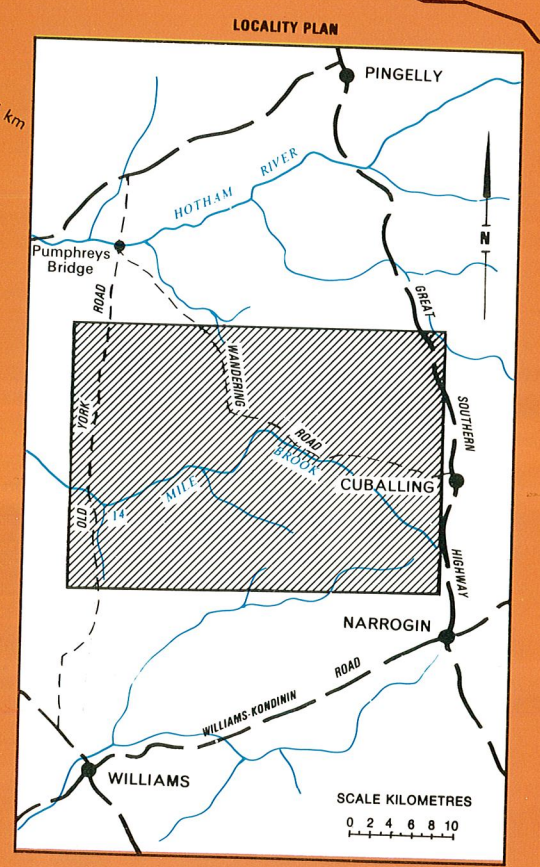 LOCALITY PLAN
km
PINGELLY
HOTHAM RIVER
Pumphreys
Bridge
N
OLD YORK ROAD
GREAT SOUTHERN HIGHWAY
WANDERING ROAD
14 MILE BROOK
CUBALLING
NARROGIN
WILLIAMS-KONDININ ROAD
WILLIAMS
SCALE KILOMETRES
0 2 4 6 8 10